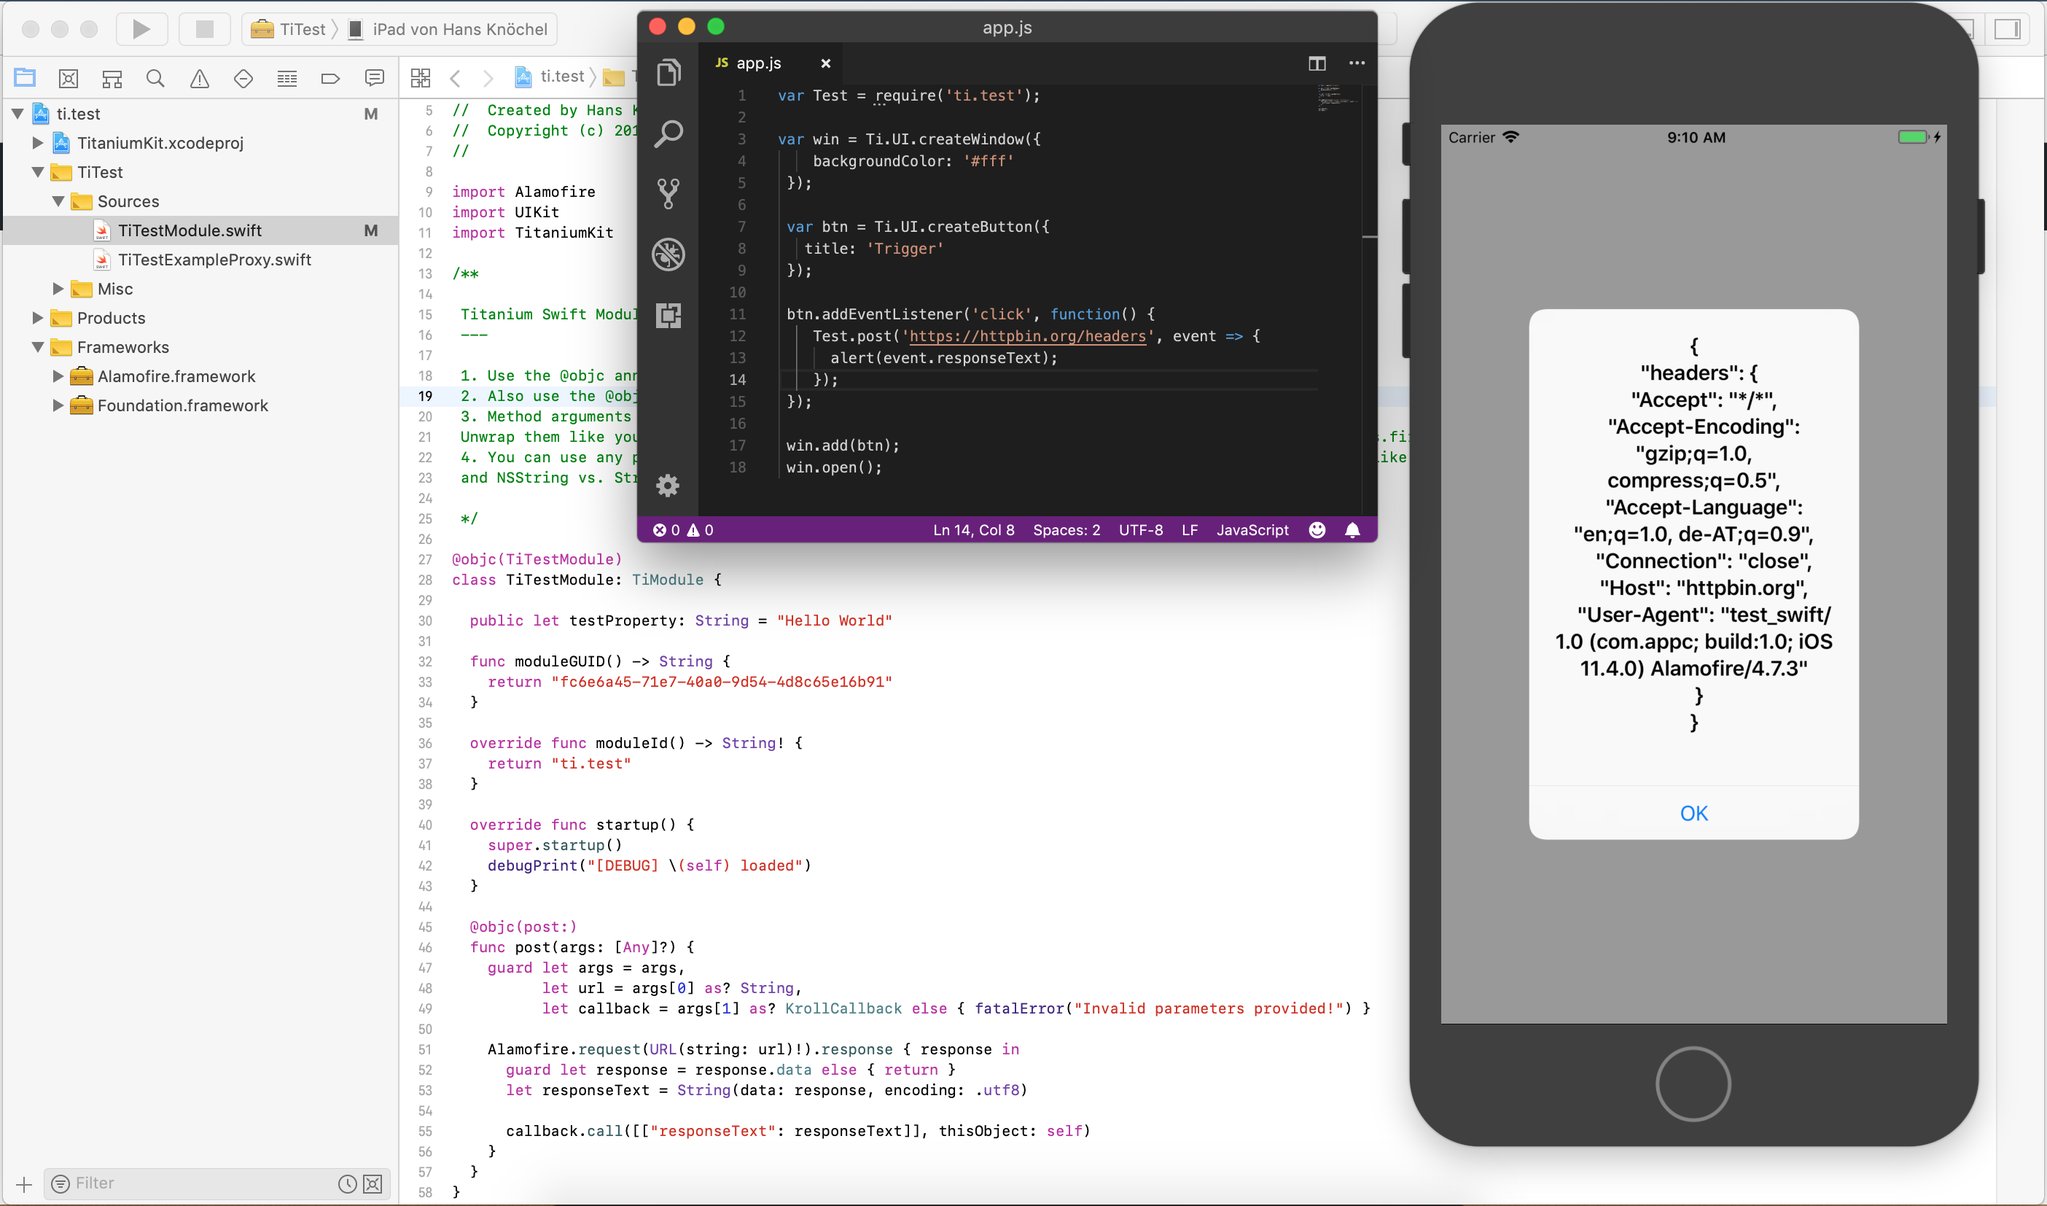 TiTest
iPad von Hans Knöchel
ti.test
ti.test M
TitaniumKit.xcodeproj
TiTest
Sources
TiTestModule.swift M
TiTestExampleProxy.swift
Misc
Products
Frameworks
Alamofire.framework
Foundation.framework
Filter
5 // Created by Hans K
6 // Copyright (c) 201
7 //
8
9 import Alamofire
10 import UIKit
11 import TitaniumKit
12
13 /**
14
15 Titanium Swift Modul
16 ---
17
18 1. Use the @objc ann
19 2. Also use the @obj
20 3. Method arguments
21 Unwrap them like you s.fi
22 4. You can use any p ike
23 and NSString vs. Str
24
25 */
26
27 @objc(TiTestModule)
28 class TiTestModule: TiModule {
29
30 public let testProperty: String = "Hello World"
31
32 func moduleGUID() -> String {
33 return "fc6e6a45-71e7-40a0-9d54-4d8c65e16b91"
34 }
35
36 override func moduleId() -> String! {
37 return "ti.test"
38 }
39
40 override func startup() {
41 super.startup()
42 debugPrint("[DEBUG] \(self) loaded")
43 }
44
45 @objc(post:)
46 func post(args: [Any]?) {
47 guard let args = args,
48 let url = args[0] as? String,
49 let callback = args[1] as? KrollCallback else { fatalError("Invalid parameters provided!") }
50
51 Alamofire.request(URL(string: url)!).response { response in
52 guard let response = response.data else { return }
53 let responseText = String(data: response, encoding: .utf8)
54
55 callback.call([["responseText": responseText]], thisObject: self)
56 }
57 }
58 }
app.js
JS app.js
1 var Test = require('ti.test');
2
3 var win = Ti.UI.createWindow({
4 backgroundColor: '#fff'
5 });
6
7 var btn = Ti.UI.createButton({
8 title: 'Trigger'
9 });
10
11 btn.addEventListener('click', function() {
12 Test.post('https://httpbin.org/headers', event => {
13 alert(event.responseText);
14 });
15 });
16
17 win.add(btn);
18 win.open();
0 0 Ln 14, Col 8 Spaces: 2 UTF-8 LF JavaScript
Carrier 9:10 AM
{
"headers": {
"Accept": "*/*",
"Accept-Encoding":
"gzip;q=1.0,
compress;q=0.5",
"Accept-Language":
"en;q=1.0, de-AT;q=0.9",
"Connection": "close",
"Host": "httpbin.org",
"User-Agent": "test_swift/
1.0 (com.appc; build:1.0; iOS
11.4.0) Alamofire/4.7.3"
}
}
OK